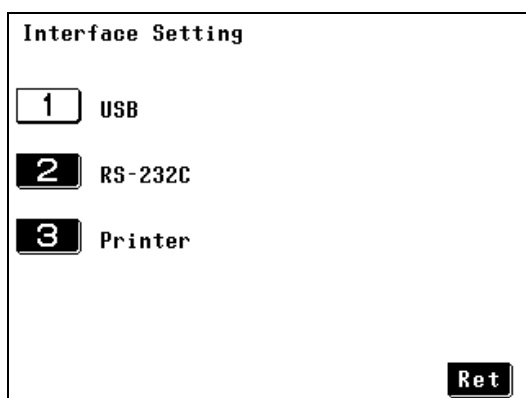 Interface Setting
1 USB
2 RS-232C
3 Printer
Ret